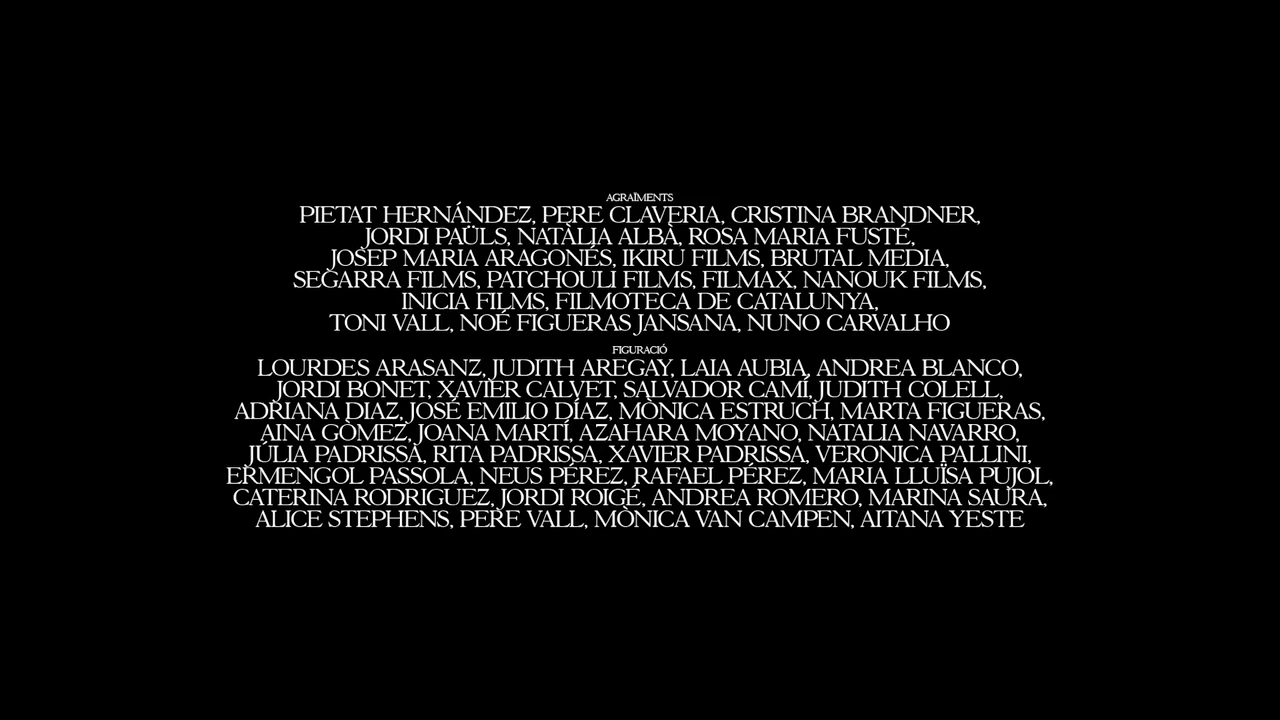 AGRAÏMENTS
PIETAT HERNÁNDEZ, PERE CLAVERIA, CRISTINA BRANDNER,
JORDI PAÜLS, NATÀLIA ALBÀ, ROSA MARIA FUSTÉ,
JOSEP MARIA ARAGONÉS, IKIRU FILMS, BRUTAL MEDIA,
SEGARRA FILMS, PATCHOULI FILMS, FILMAX, NANOUK FILMS,
INICIA FILMS, FILMOTECA DE CATALUNYA,
TONI VALL, NOÉ FIGUERAS JANSANA, NUNO CARVALHO
FIGURACIÓ
LOURDES ARASANZ, JUDITH AREGAY, LAIA AUBIA, ANDREA BLANCO,
JORDI BONET, XAVIER CALVET, SALVADOR CAMÍ, JUDITH COLELL,
ADRIANA DIAZ, JOSÉ EMILIO DÍAZ, MÒNICA ESTRUCH, MARTA FIGUERAS,
AINA GÓMEZ, JOANA MARTÍ, AZAHARA MOYANO, NATALIA NAVARRO,
JÚLIA PADRISSA, RITA PADRISSA, XAVIER PADRISSA, VERONICA PALLINI,
ERMENGOL PASSOLA, NEUS PÉREZ, RAFAEL PÉREZ, MARIA LLUÏSA PUJOL,
CATERINA RODRIGUEZ, JORDI ROIGÉ, ANDREA ROMERO, MARINA SAURA,
ALICE STEPHENS, PERE VALL, MÒNICA VAN CAMPEN, AITANA YESTE